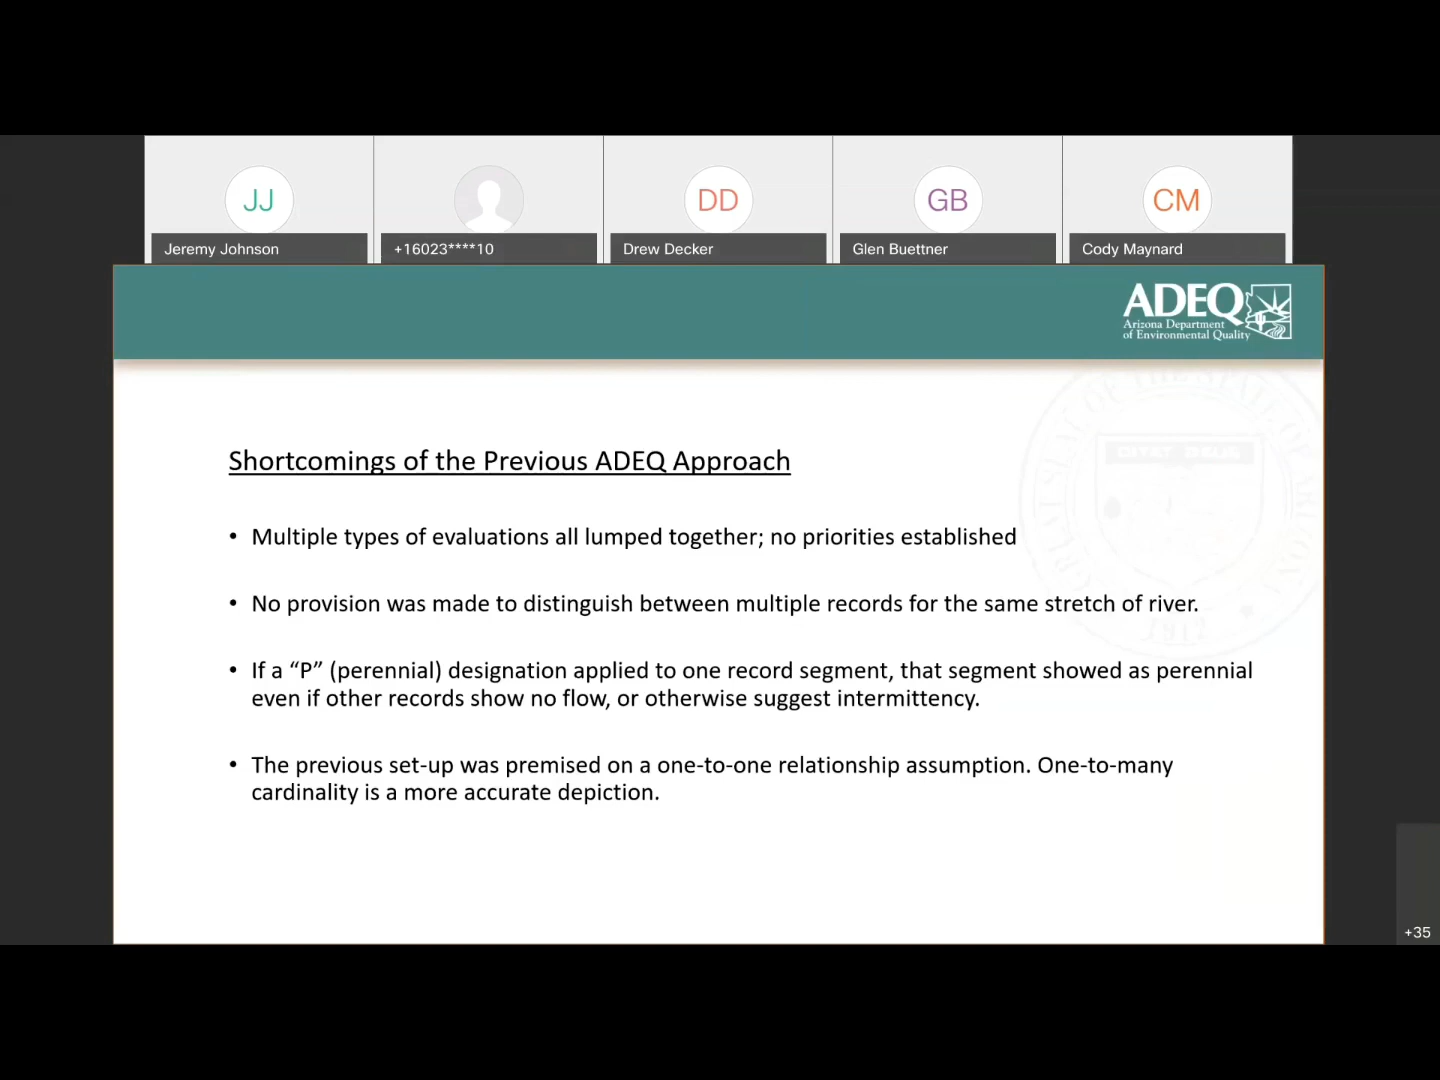 JJ
DD
GB
CM
Jeremy Johnson
+16023****10
Drew Decker
Glen Buettner
Cody Maynard
ADEQ
Arizona Department
of Environmental Quality
Shortcomings of the Previous ADEQ Approach
• Multiple types of evaluations all lumped together; no priorities established
• No provision was made to distinguish between multiple records for the same stretch of river.
• If a “P” (perennial) designation applied to one record segment, that segment showed as perennial
even if other records show no flow, or otherwise suggest intermittency.
• The previous set-up was premised on a one-to-one relationship assumption. One-to-many
cardinality is a more accurate depiction.
+35